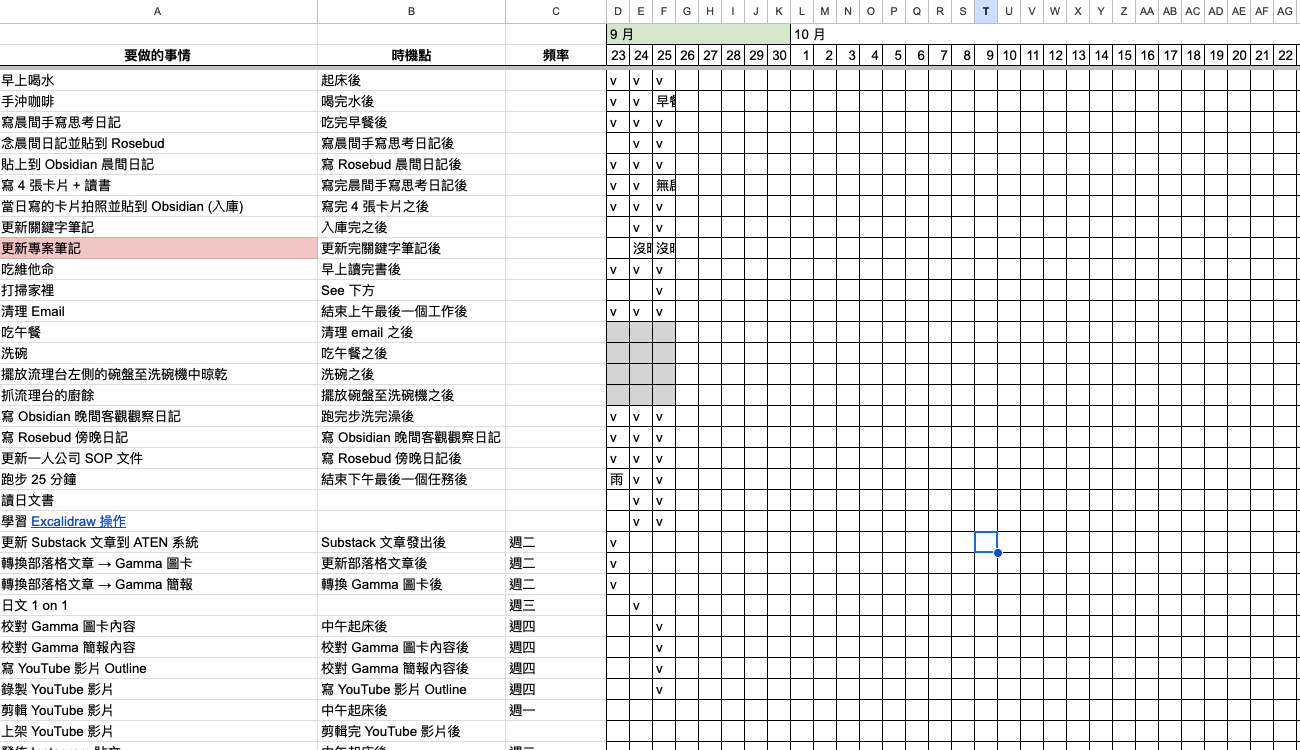 A B C D E F G H I J K L M N O P Q R S T U V W X Y Z AA AB AC AD AE AF AG
9 月 10 月
要做的事情 時機點 頻率 23 24 25 26 27 28 29 30 1 2 3 4 5 6 7 8 9 10 11 12 13 14 15 16 17 18 19 20 21 22
早上喝水 起床後 v v v
手沖咖啡 喝完水後 v v 早
寫晨間手寫思考日記 吃完早餐後 v v v
念晨間日記並貼到 Rosebud 寫晨間手寫思考日記後 v v
貼上到 Obsidian 晨間日記 寫 Rosebud 晨間日記後 v v v
寫 4 張卡片 + 讀書 寫完晨間手寫思考日記後 v v 無
當日寫的卡片拍照並貼到 Obsidian (入庫) 寫完 4 張卡片之後 v v v
更新關鍵字筆記 入庫完之後 v v
更新專案筆記 更新完關鍵字筆記後 沒 沒
吃維他命 早上讀完書後 v v v
打掃家裡 See 下方 v
清理 Email 結束上午最後一個工作後 v v v
吃午餐 清理 email 之後
洗碗 吃午餐之後
擺放流理台左側的碗盤至洗碗機中晾乾 洗碗之後
抓流理台的廚餘 擺放碗盤至洗碗機之後
寫 Obsidian 晚間客觀觀察日記 跑完步洗完澡後 v v v
寫 Rosebud 傍晚日記 寫 Obsidian 晚間客觀觀察日記 v v v
更新一人公司 SOP 文件 寫 Rosebud 傍晚日記後 v v v
跑步 25 分鐘 結束下午最後一個任務後 雨 v v
讀日文書 v v
學習 Excalidraw 操作 v v
更新 Substack 文章到 ATEN 系統 Substack 文章發出後 週二 v
轉換部落格文章 → Gamma 圖卡 更新部落格文章後 週二 v
轉換部落格文章 → Gamma 簡報 轉換 Gamma 圖卡後 週二 v
日文 1 on 1 週三 v
校對 Gamma 圖卡內容 中午起床後 週四 v
校對 Gamma 簡報內容 校對 Gamma 圖卡內容後 週四 v
寫 YouTube 影片 Outline 校對 Gamma 簡報內容後 週四 v
錄製 YouTube 影片 寫 YouTube 影片 Outline 週四 v
剪輯 YouTube 影片 中午起床後 週一
上架 YouTube 影片 剪輯完 YouTube 影片後